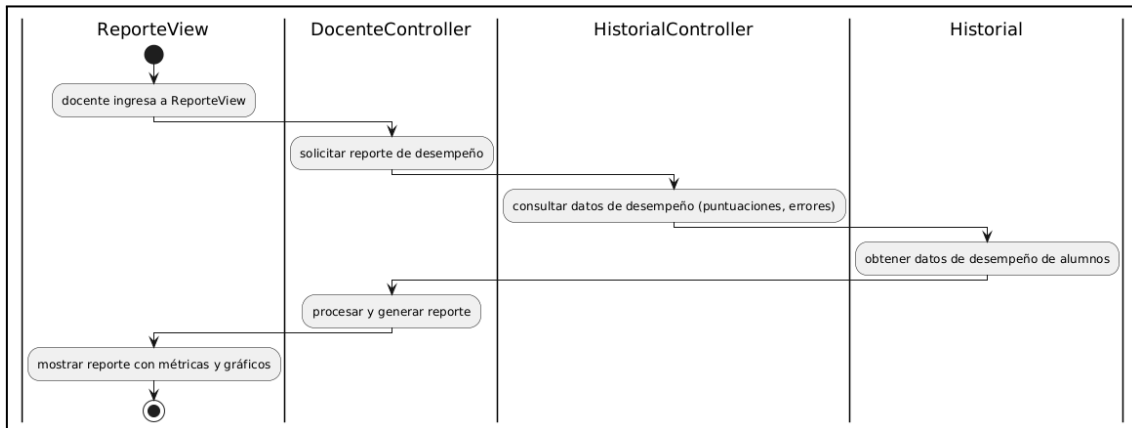 ReporteView
DocenteController
HistorialController
Historial
docente ingresa a ReporteView
solicitar reporte de desempeño
consultar datos de desempeño (puntuaciones, errores)
obtener datos de desempeño de alumnos
procesar y generar reporte
mostrar reporte con métricas y gráficos